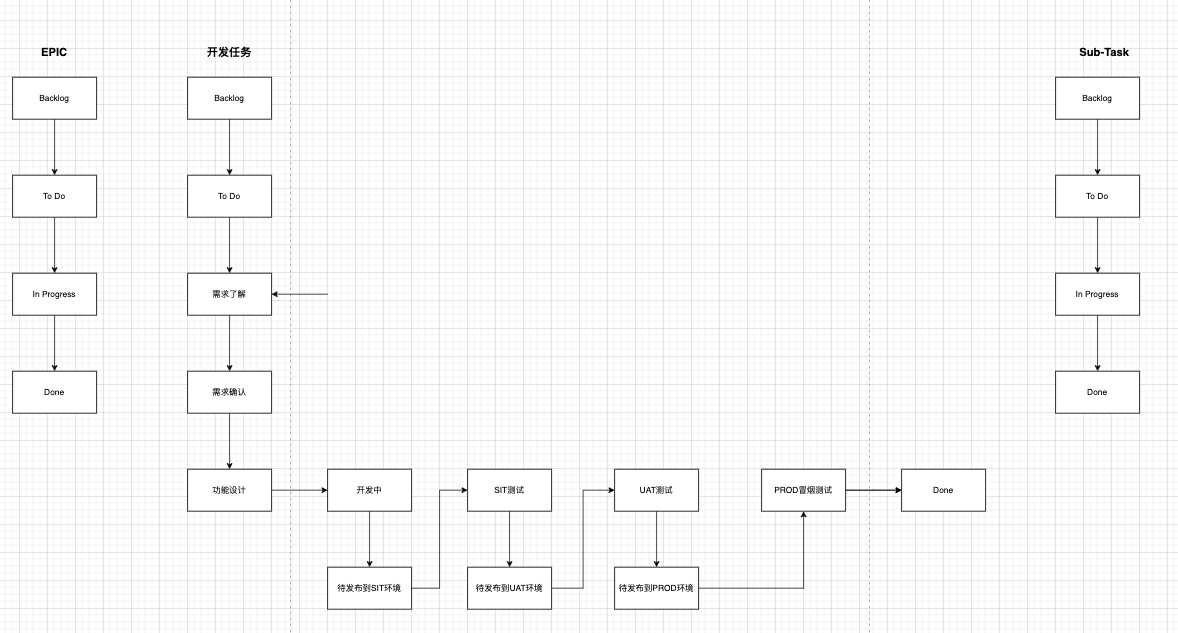 EPIC
开发任务
Sub-Task
Backlog
Backlog
Backlog
To Do
To Do
To Do
In Progress
需求了解
In Progress
Done
需求确认
Done
功能设计
开发中
SIT测试
UAT测试
PROD冒烟测试
Done
待发布到SIT环境
待发布到UAT环境
待发布到PROD环境